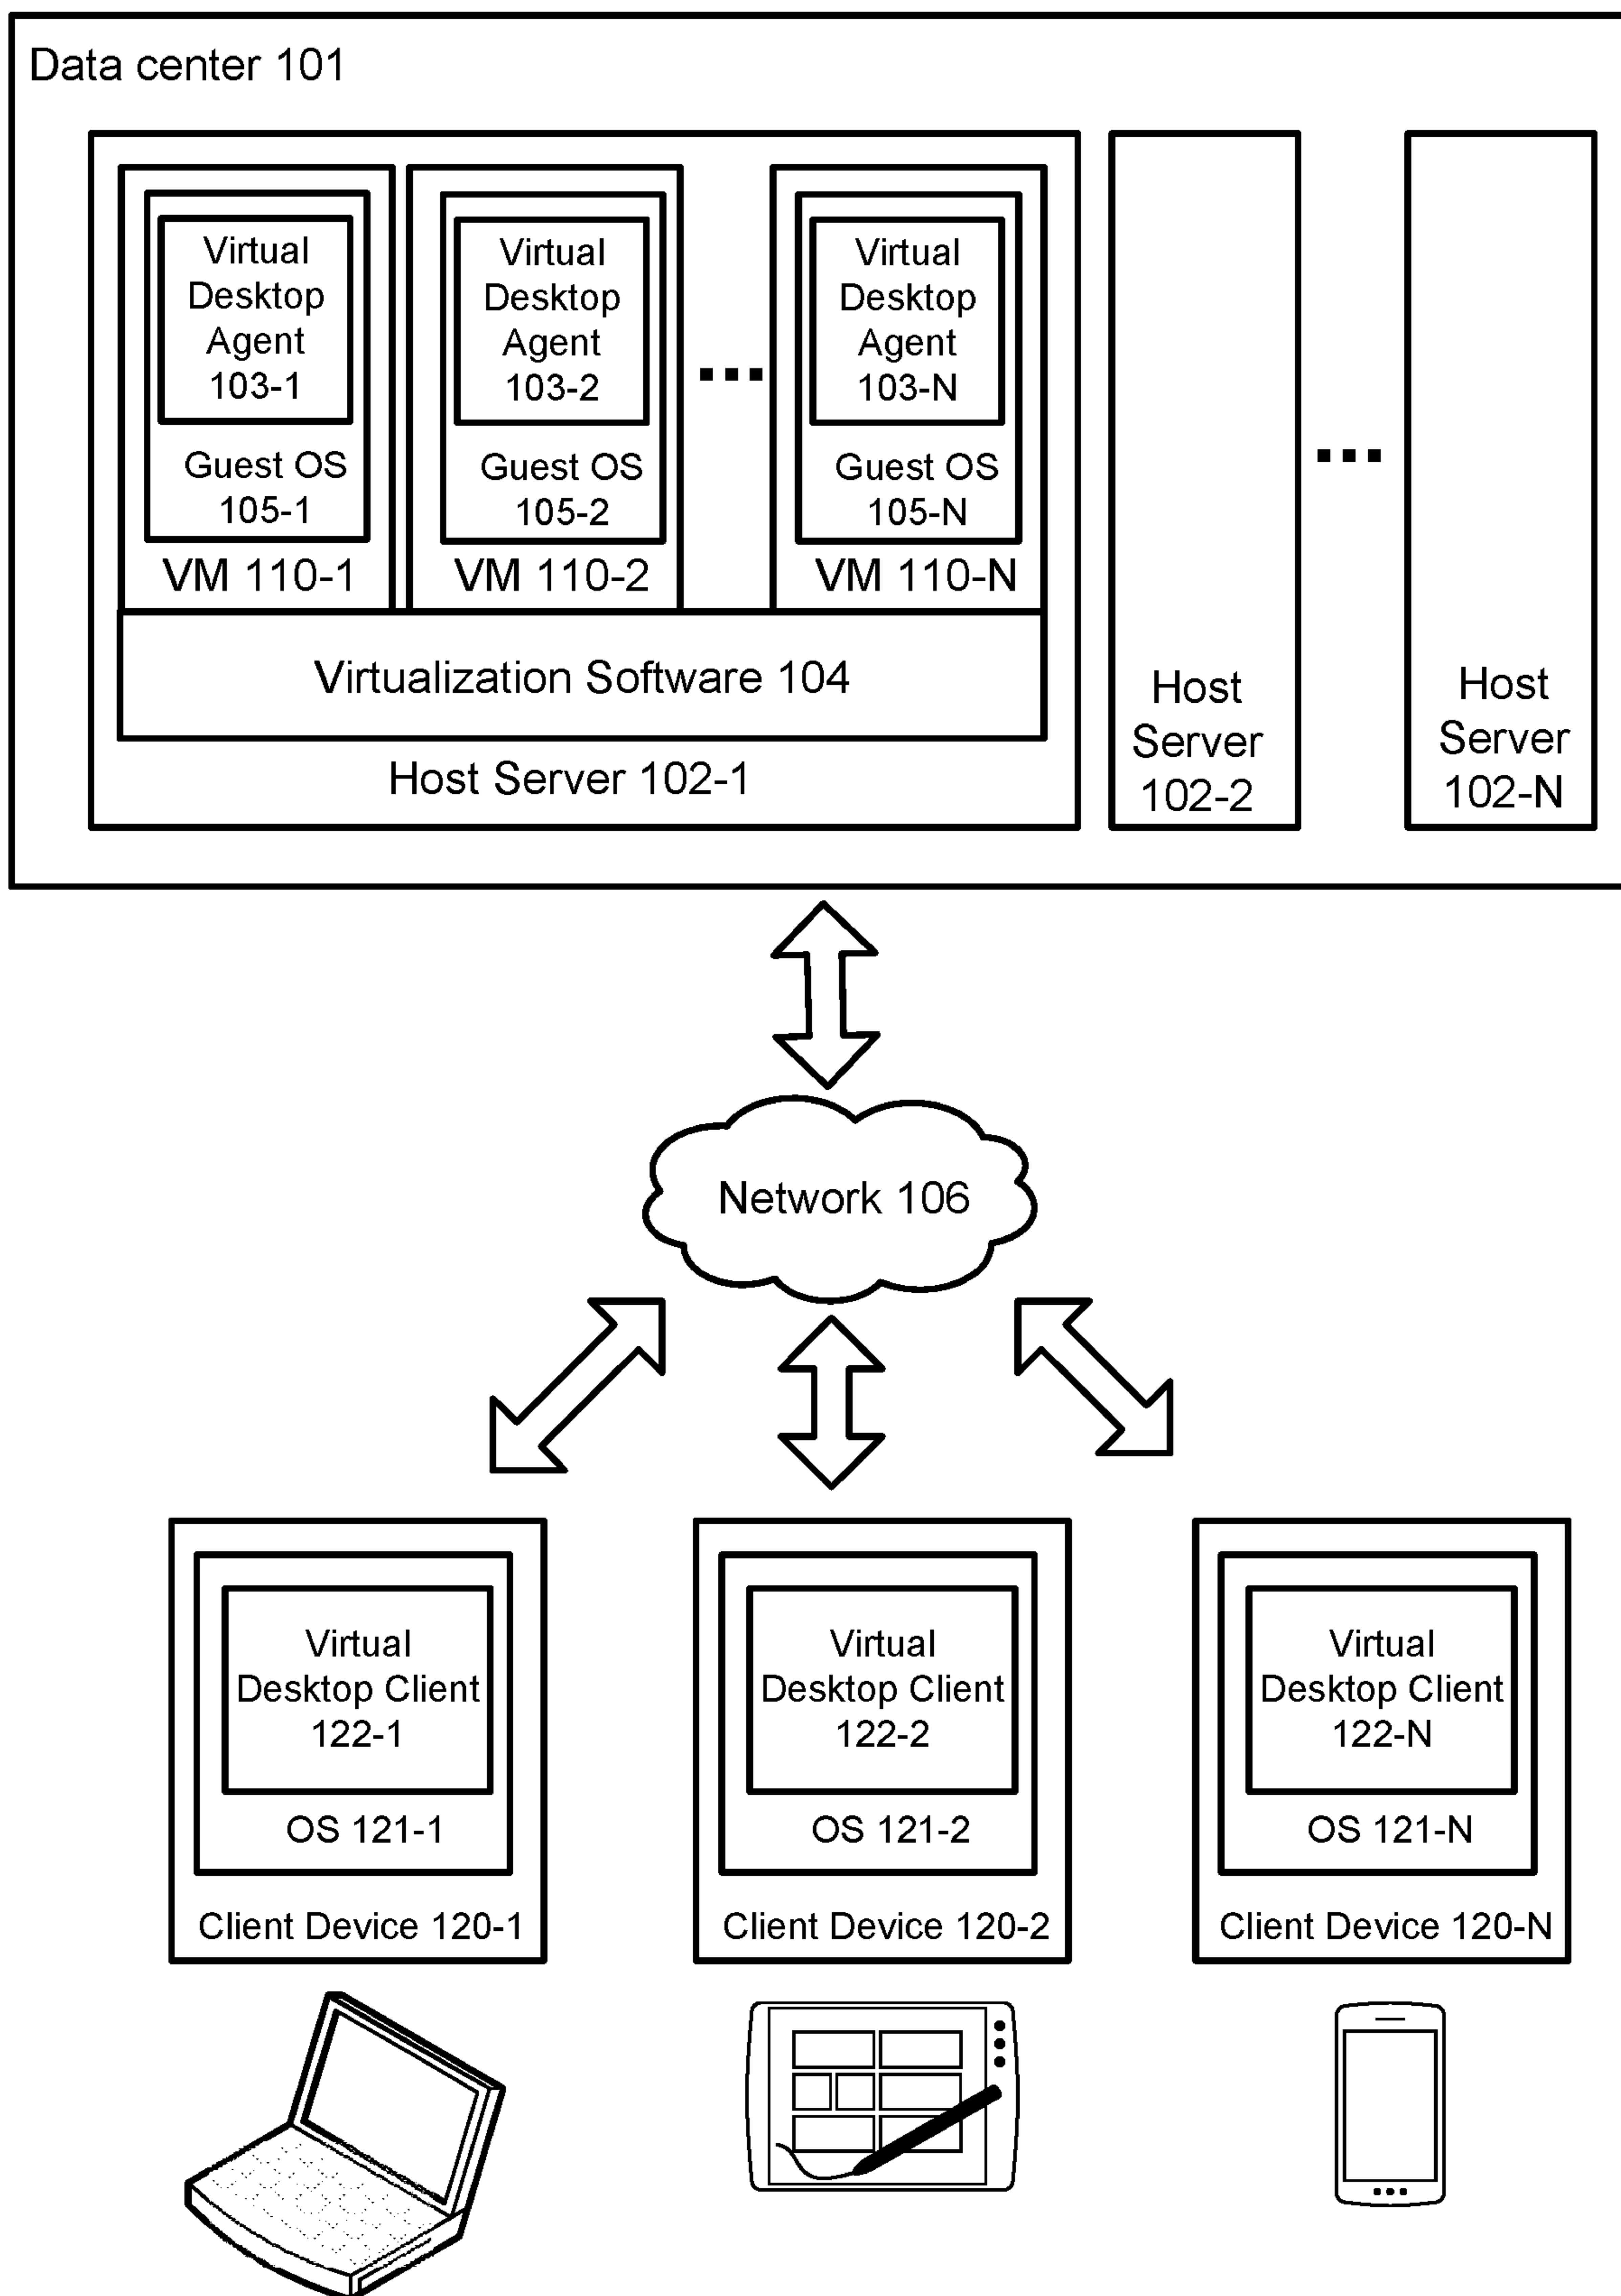 Data center 101
Virtual
Desktop
Agent
103-1
Guest OS
105-1
VM 110-1
Virtual
Desktop
Agent
103-2
Guest OS
105-2
VM 110-2
...
Virtual
Desktop
Agent
103-N
Guest OS
105-N
VM 110-N
Virtualization Software 104
Host Server 102-1
Host
Server
102-2
...
Host
Server
102-N
Network 106
Virtual
Desktop Client
122-1
OS 121-1
Client Device 120-1
Virtual
Desktop Client
122-2
OS 121-2
Client Device 120-2
Virtual
Desktop Client
122-N
OS 121-N
Client Device 120-N